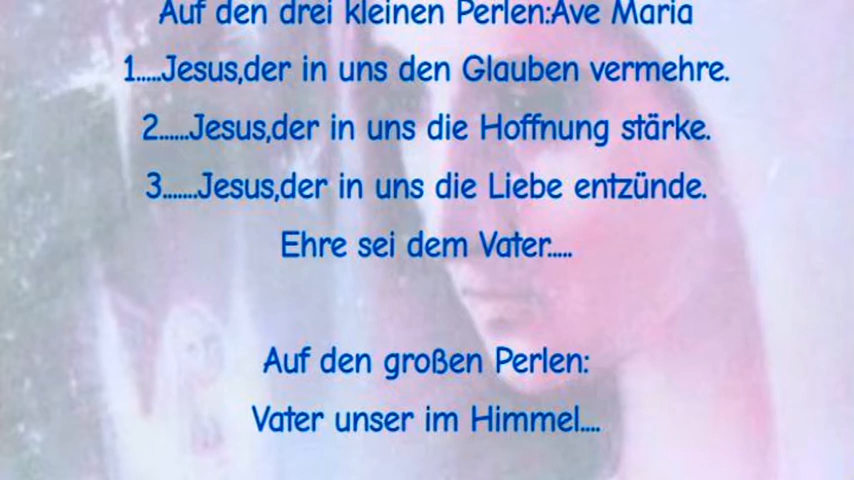 Auf den drei kleinen Perlen:Ave Maria
1.....Jesus,der in uns den Glauben vermehre.
2......Jesus,der in uns die Hoffnung stärke.
3.......Jesus,der in uns die Liebe entzünde.
Ehre sei dem Vater.....
Auf den großen Perlen:
Vater unser im Himmel....